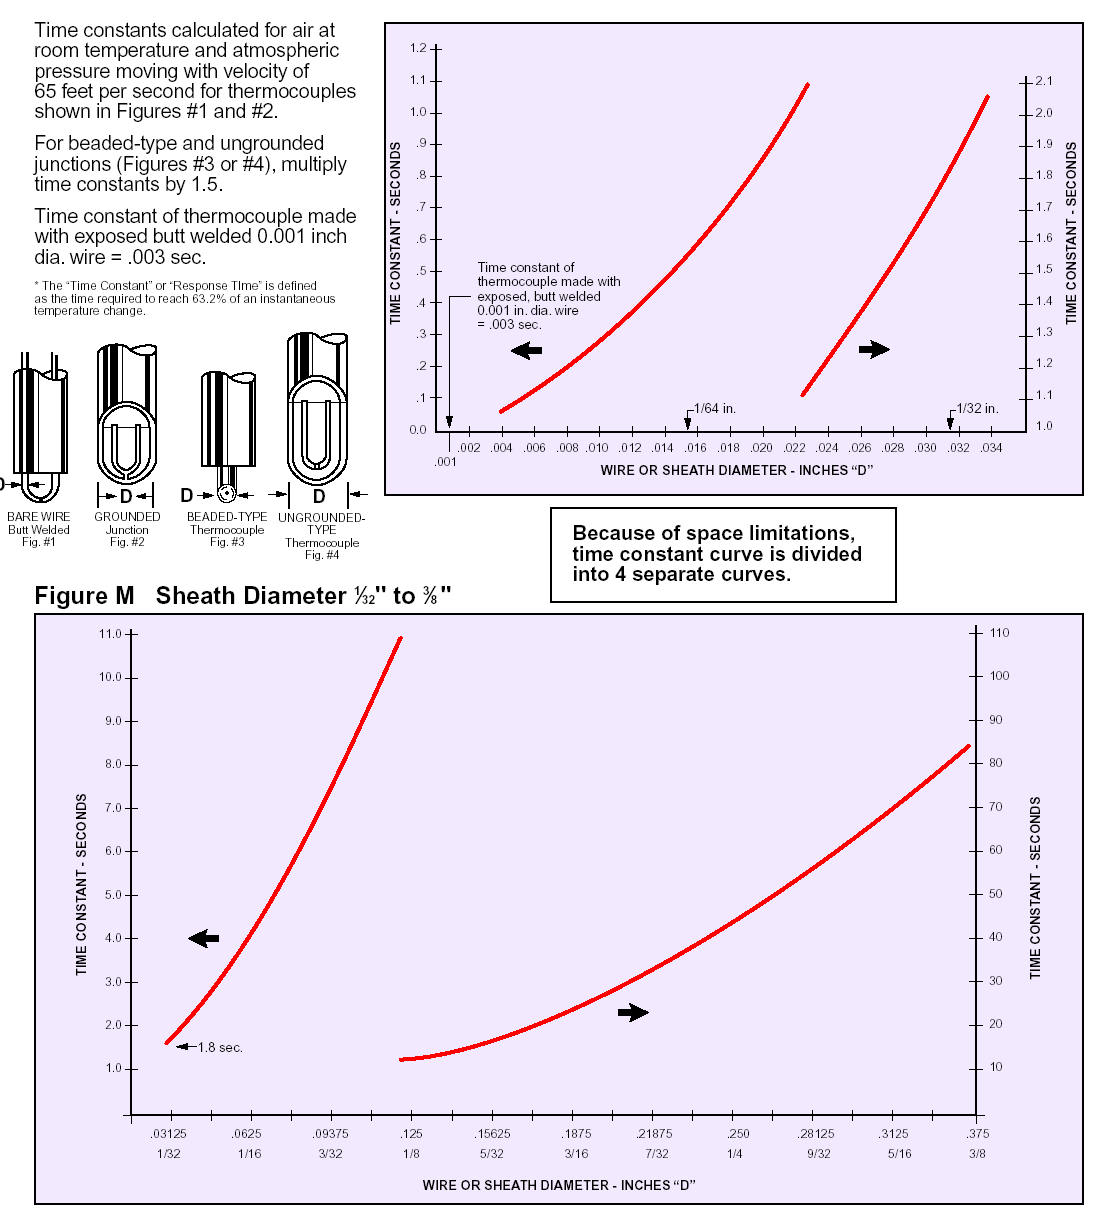 Time constants calculated for air at
room temperature and atmospheric
pressure moving with velocity of
65 feet per second for thermocouples
shown in Figures #1 and #2.
For beaded-type and ungrounded
junctions (Figures #3 or #4), multiply
time constants by 1.5.
Time constant of thermocouple made
with exposed butt welded 0.001 inch
dia. wire = .003 sec.
* The “Time Constant” or “Response TIme” is defined
as the time required to reach 63.2% of an instantaneous
temperature change.
D
D
D
D
BARE WIRE
Butt Welded
Fig. #1
GROUNDED
Junction
Fig. #2
BEADED-TYPE
Thermocouple
Fig. #3
UNGROUNDED-
TYPE
Thermocouple
Fig. #4
TIME CONSTANT - SECONDS
1.2
1.1
1.0
.9
.8
.7
.6
.5
.4
.3
.2
.1
0.0
Time constant of
thermocouple made with
exposed, butt welded
0.001 in. dia. wire
= .003 sec.
1/64 in.
1/32 in.
2.1
2.0
1.9
1.8
1.7
1.6
1.5
1.4
1.3
1.2
1.1
1.0
TIME CONSTANT - SECONDS
.001
.002 .004 .006 .008 .010 .012 .014 .016 .018 .020 .022 .024 .026 .028 .030 .032 .034
WIRE OR SHEATH DIAMETER - INCHES “D”
Because of space limitations,
time constant curve is divided
into 4 separate curves.
Figure M Sheath Diameter 1⁄32" to 3⁄8"
TIME CONSTANT - SECONDS
11.0
10.0
9.0
8.0
7.0
6.0
5.0
4.0
3.0
2.0
1.0
1.8 sec.
110
100
90
80
70
60
50
40
30
20
10
TIME CONSTANT - SECONDS
.03125 .0625 .09375 .125 .15625 .1875 .21875 .250 .28125 .3125 .375
1/32 1/16 3/32 1/8 5/32 3/16 7/32 1/4 9/32 5/16 3/8
WIRE OR SHEATH DIAMETER - INCHES “D”